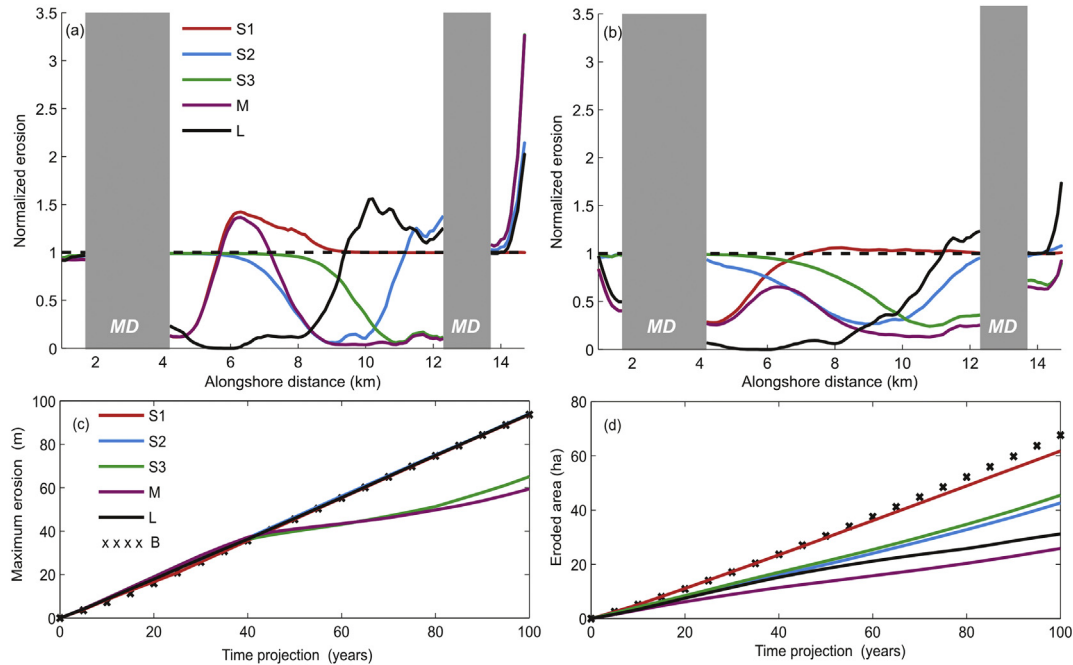 (a)
3.5
3
2.5
2
1.5
1
0.5
0
Normalized erosion
S1
S2
S3
M
L
MD
MD
2 4 6 8 10 12 14
Alongshore distance (km)
(b)
3.5
3
2.5
2
1.5
1
0.5
0
Normalized erosion
MD
MD
2 4 6 8 10 12 14
Alongshore distance (km)
(c)
100
80
60
40
20
0
Maximum erosion (m)
S1
S2
S3
M
L
x x x x B
0 20 40 60 80 100
Time projection (years)
(d)
80
60
40
20
0
Eroded area (ha)
0 20 40 60 80 100
Time projection (years)